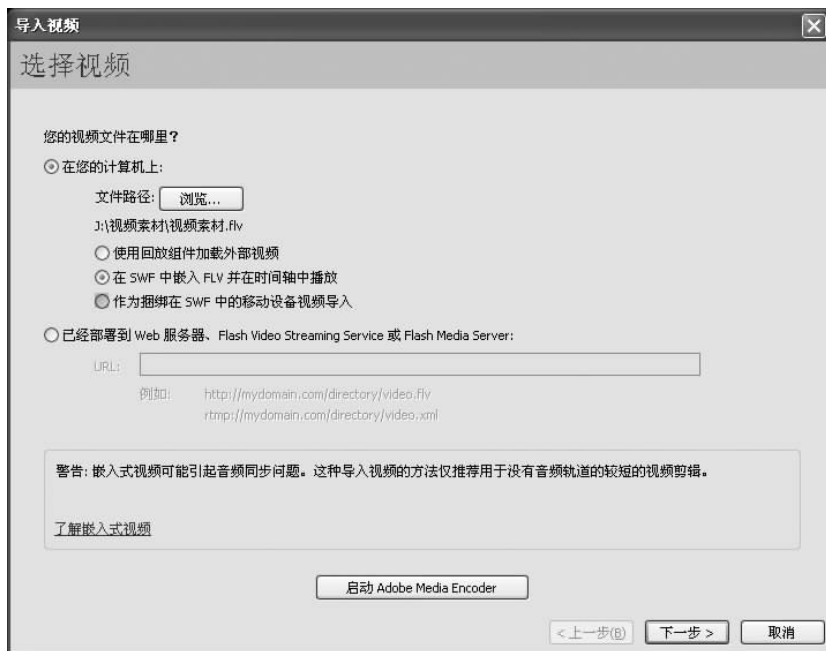 导入视频
选择视频
您的视频文件在哪里？
在您的计算机上：
文件路径： 浏览...
J:\视频素材\视频素材.flv
使用回放组件加载外部视频
在 SWF 中嵌入 FLV 并在时间轴中播放
作为捆绑在 SWF 中的移动设备视频导入
已经部署到 Web 服务器、Flash Video Streaming Service 或 Flash Media Server:
URL:
例如： http://mydomain.com/directory/video.flv
rtmp://mydomain.com/directory/video.xml
警告: 嵌入式视频可能引起音频同步问题。这种导入视频的方法仅推荐用于没有音频轨道的较短的视频剪辑。
了解嵌入式视频
启动 Adobe Media Encoder
< 上一步(B) 下一步 > 取消